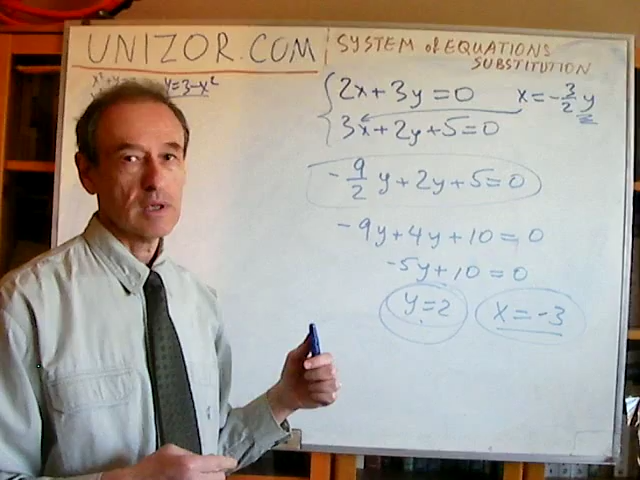 UNIZOR.COM
SYSTEM of EQUATIONS
SUBSTITUTION
y=3-x²
2x+3y=0 x=-3/2 y
3x+2y+5=0
-9/2 y+2y+5=0
-9y+4y+10=0
-5y+10=0
y=2 x=-3